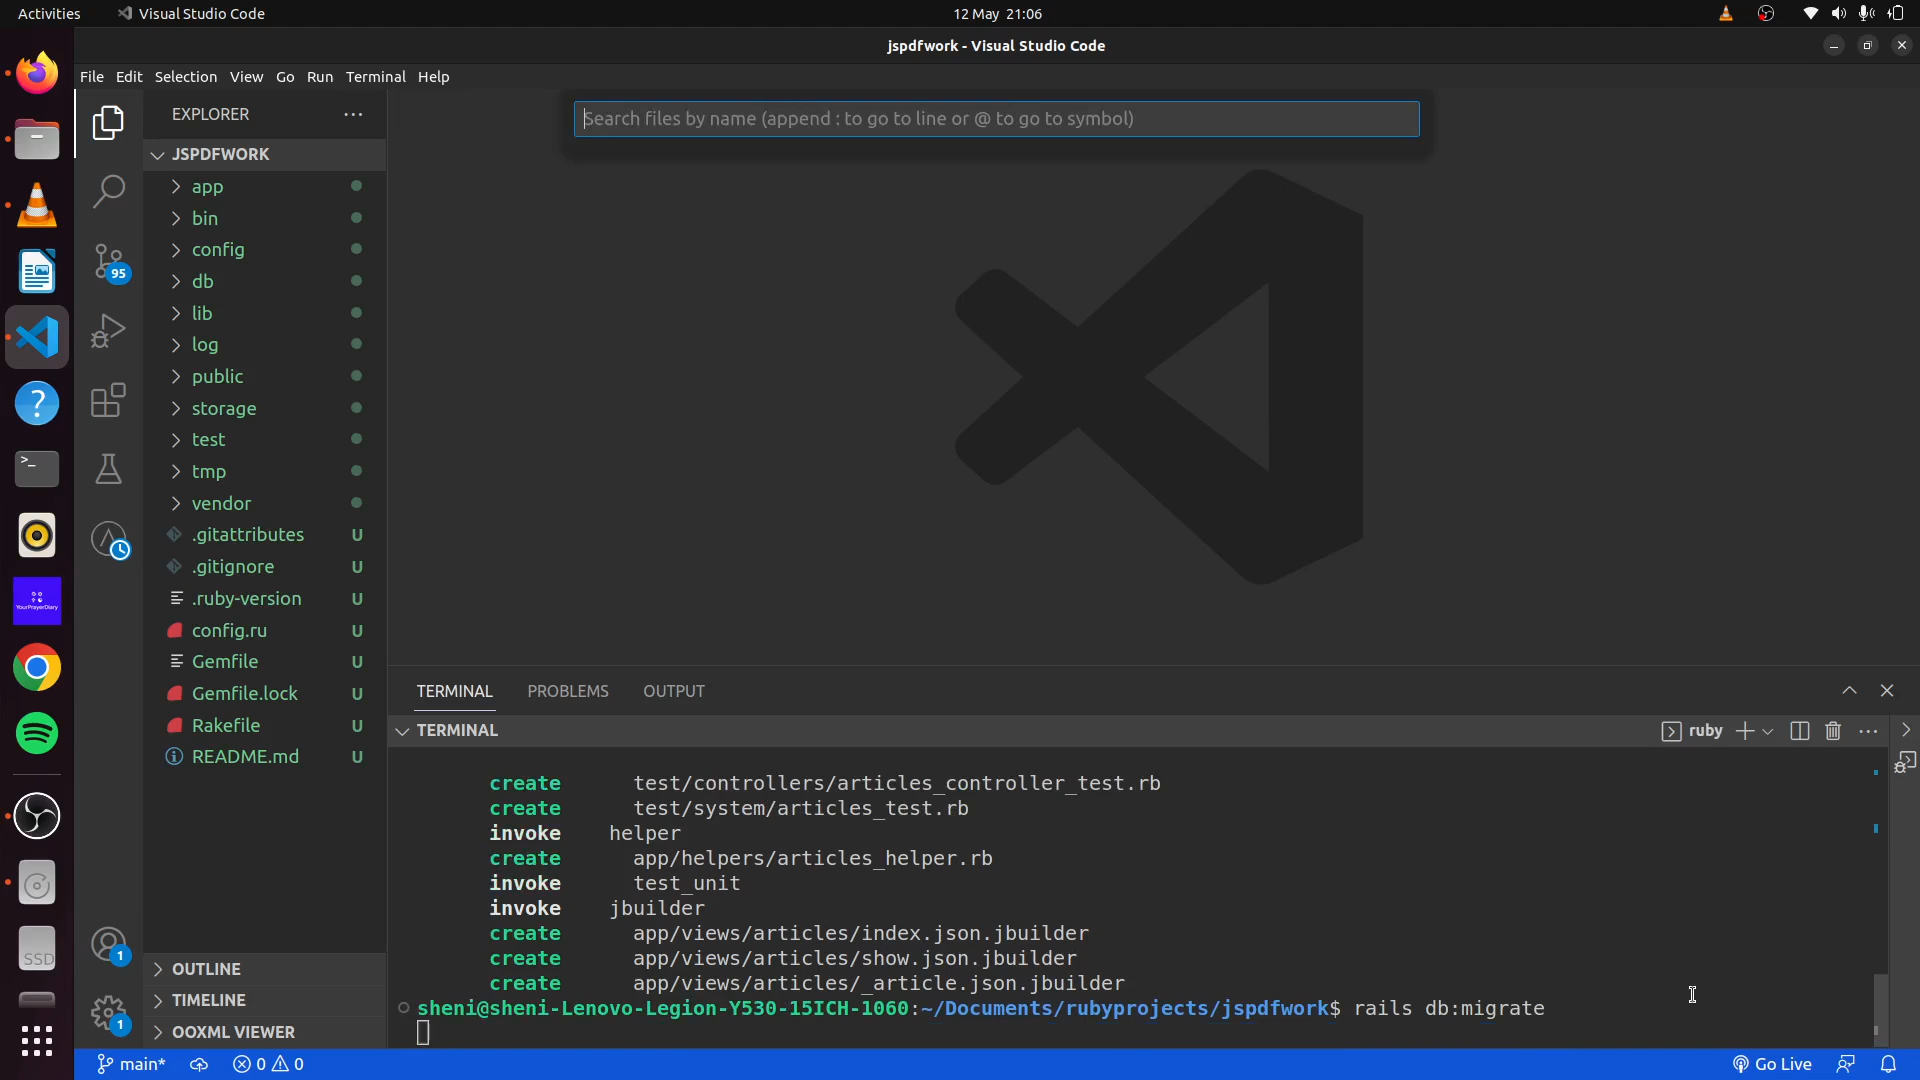 Activities
Visual Studio Code
12 May 21:06
jspdfwork - Visual Studio Code
File Edit Selection View Go Run Terminal Help
Search files by name (append : to go to line or @ to go to symbol)
EXPLORER
JSPDFWORK
app
bin
config
db
lib
log
public
storage
test
tmp
vendor
.gitattributes U
.gitignore U
.ruby-version U
config.ru U
Gemfile U
Gemfile.lock U
Rakefile U
README.md U
OUTLINE
TIMELINE
OOXML VIEWER
95
1
1
YourPrayerDiary
SSD
TERMINAL PROBLEMS OUTPUT
TERMINAL
ruby
create test/controllers/articles_controller_test.rb
create test/system/articles_test.rb
invoke helper
create app/helpers/articles_helper.rb
invoke test_unit
invoke jbuilder
create app/views/articles/index.json.jbuilder
create app/views/articles/show.json.jbuilder
create app/views/articles/_article.json.jbuilder
sheni@sheni-Lenovo-Legion-Y530-15ICH-1060:~/Documents/rubyprojects/jspdfwork$ rails db:migrate
main* 0 0
Go Live